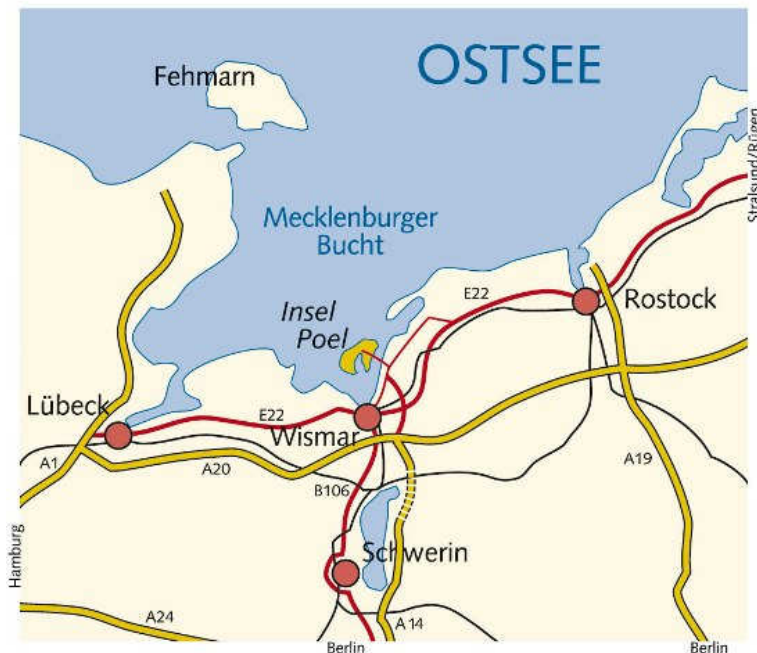 OSTSEE
Fehmarn
Stralsund/Rügen
Mecklenburger
Bucht
E22
Rostock
Insel
Poel
Lübeck
E22
Wismar
A1
A20
B106
A19
Hamburg
Schwerin
A24
A14
Berlin
Berlin